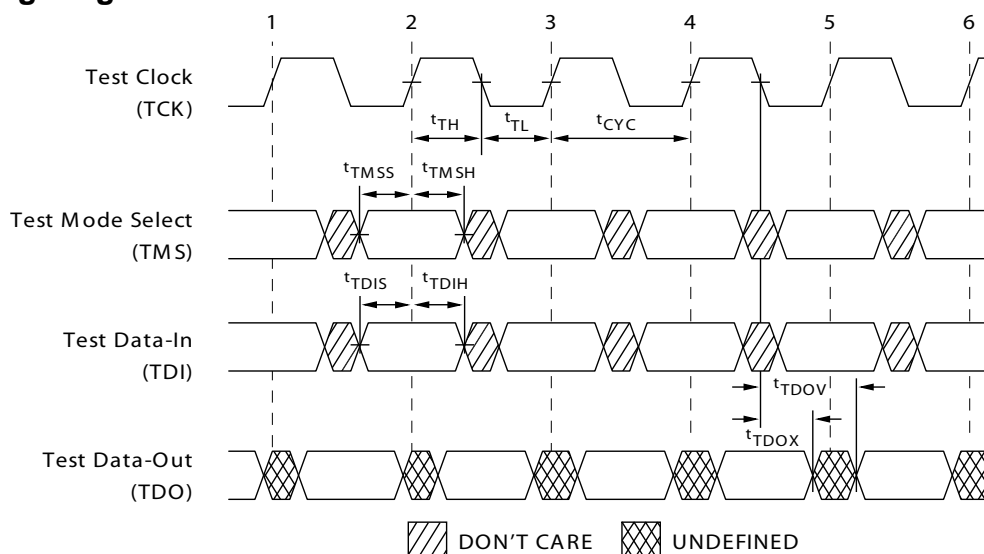 1 2 3 4 5 6
Test Clock
(TCK)
tTH tTL tCYC
tTMSS tTMSH
Test Mode Select
(TMS)
tTDIS tTDIH
Test Data-In
(TDI)
tTDOV
tTDOX
Test Data-Out
(TDO)
DON'T CARE UNDEFINED